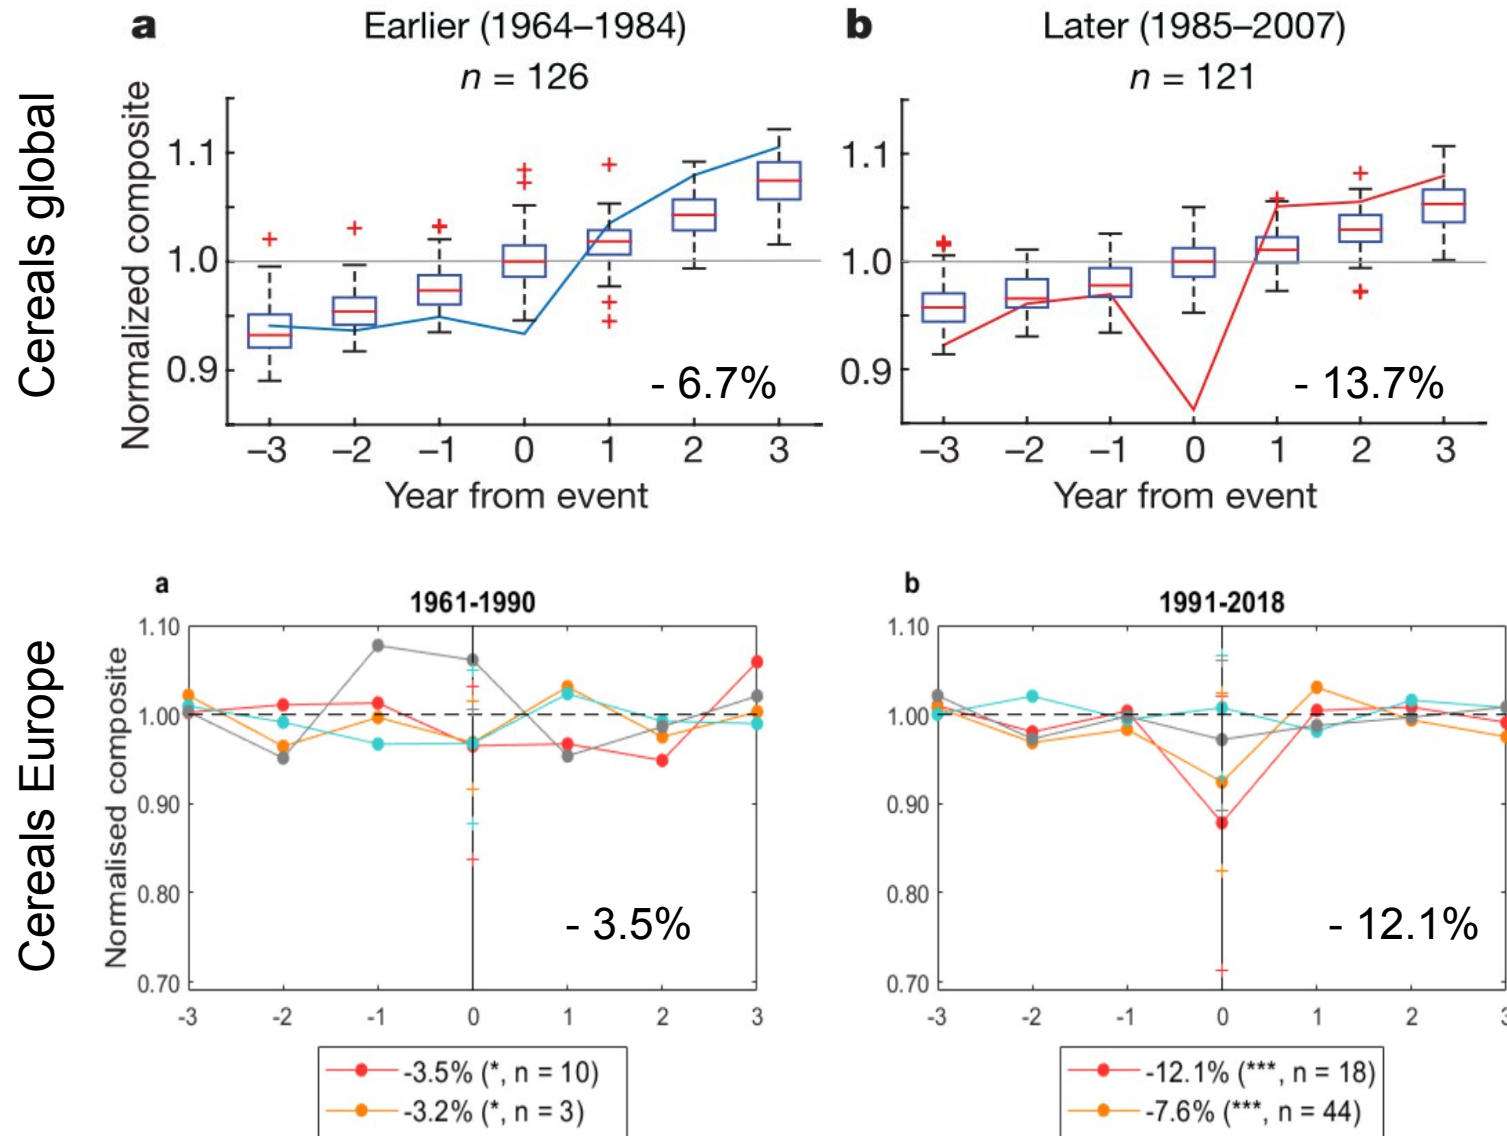 a Earlier (1964–1984)
n = 126
b Later (1985–2007)
n = 121
Cereals global
Normalized composite
1.1
1.0
0.9
- 6.7%
–3 –2 –1 0 1 2 3
Year from event
1.1
1.0
0.9
- 13.7%
–3 –2 –1 0 1 2 3
Year from event
Cereals Europe
a
1961-1990
Normalised composite
1.10
1.00
0.90
0.80
0.70
- 3.5%
-3 -2 -1 0 1 2 3
-3.5% (*, n = 10)
-3.2% (*, n = 3)
b
1991-2018
1.10
1.00
0.90
0.80
0.70
- 12.1%
-3 -2 -1 0 1 2 3
-12.1% (***, n = 18)
-7.6% (***, n = 44)